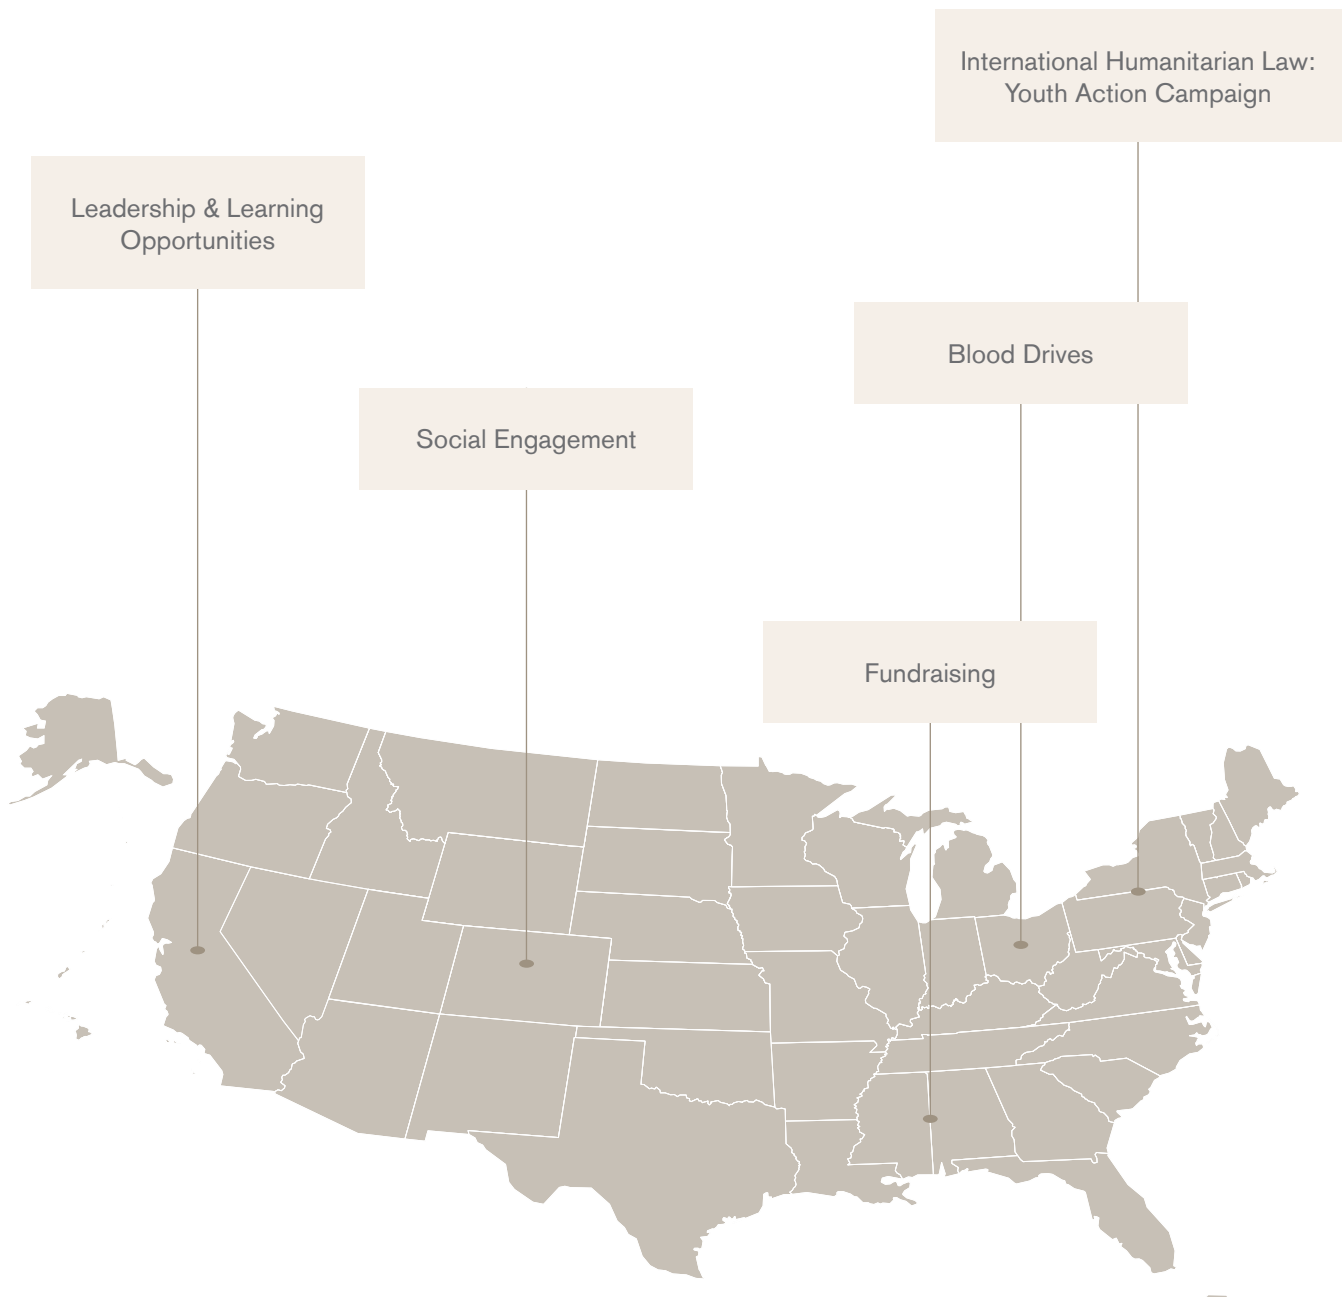 International Humanitarian Law:
Youth Action Campaign
Leadership & Learning
Opportunities
Blood Drives
Social Engagement
Fundraising